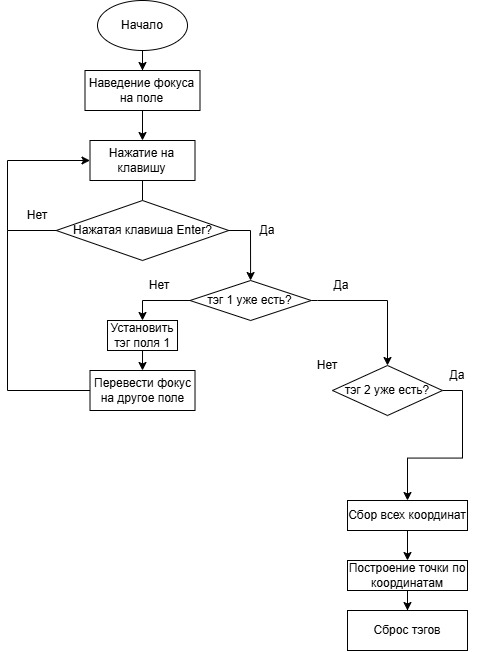 Начало
Наведение фокуса
на поле
Нажатие на
клавишу
Нет
Нажатая клавиша Enter?
Да
Нет
тэг 1 уже есть?
Да
Установить
тэг поля 1
Перевести фокус
на другое поле
Нет
тэг 2 уже есть?
Да
Сбор всех координат
Построение точки по
координатам
Сброс тэгов